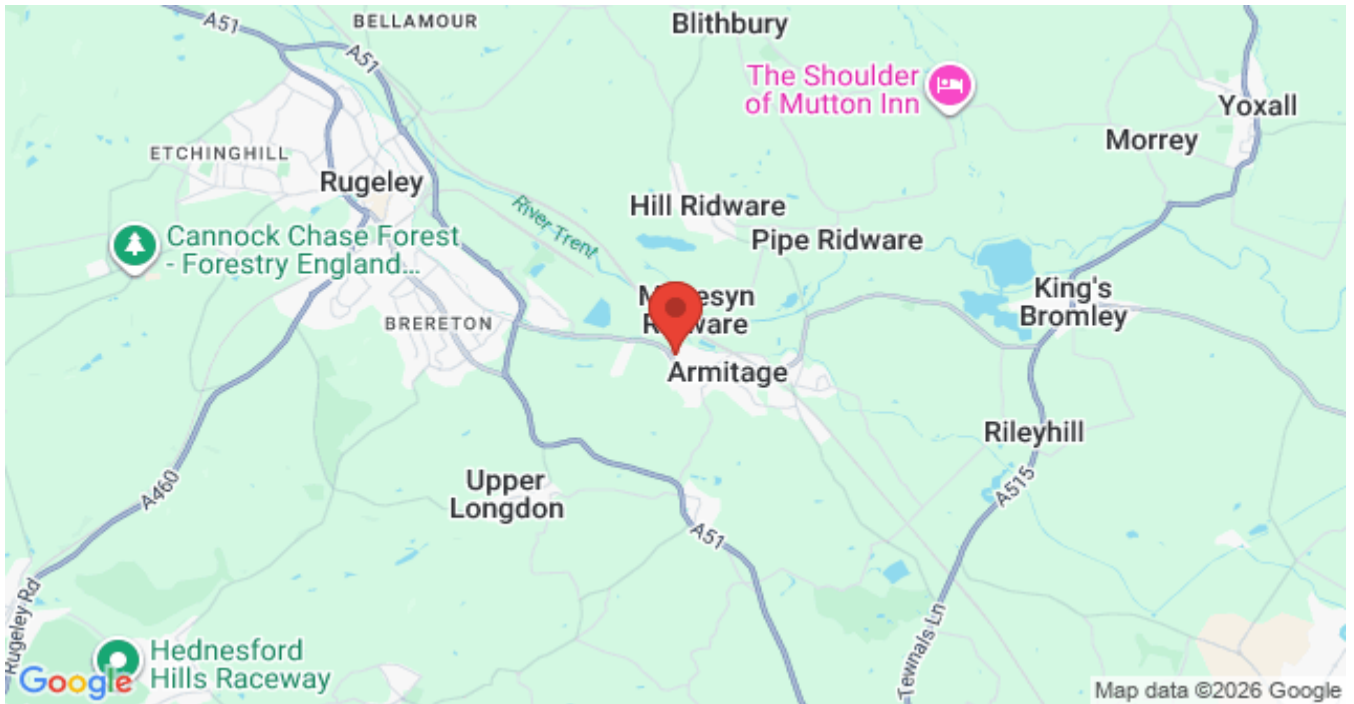 A51
BELLAMOUR
Blithbury
A51
The Shoulder
of Mutton Inn
Yoxall
Morrey
ETCHINGHILL
Rugeley
River Trent
Hill Ridware
Pipe Ridware
Cannock Chase Forest
- Forestry England...
King's
Bromley
BRERETON
Armitage
Rileyhill
Upper
Longdon
A460
A515
A51
Rugeley Rd
Tewnals Ln
Hednesford
Hills Raceway
Google
Map data ©2026 Google